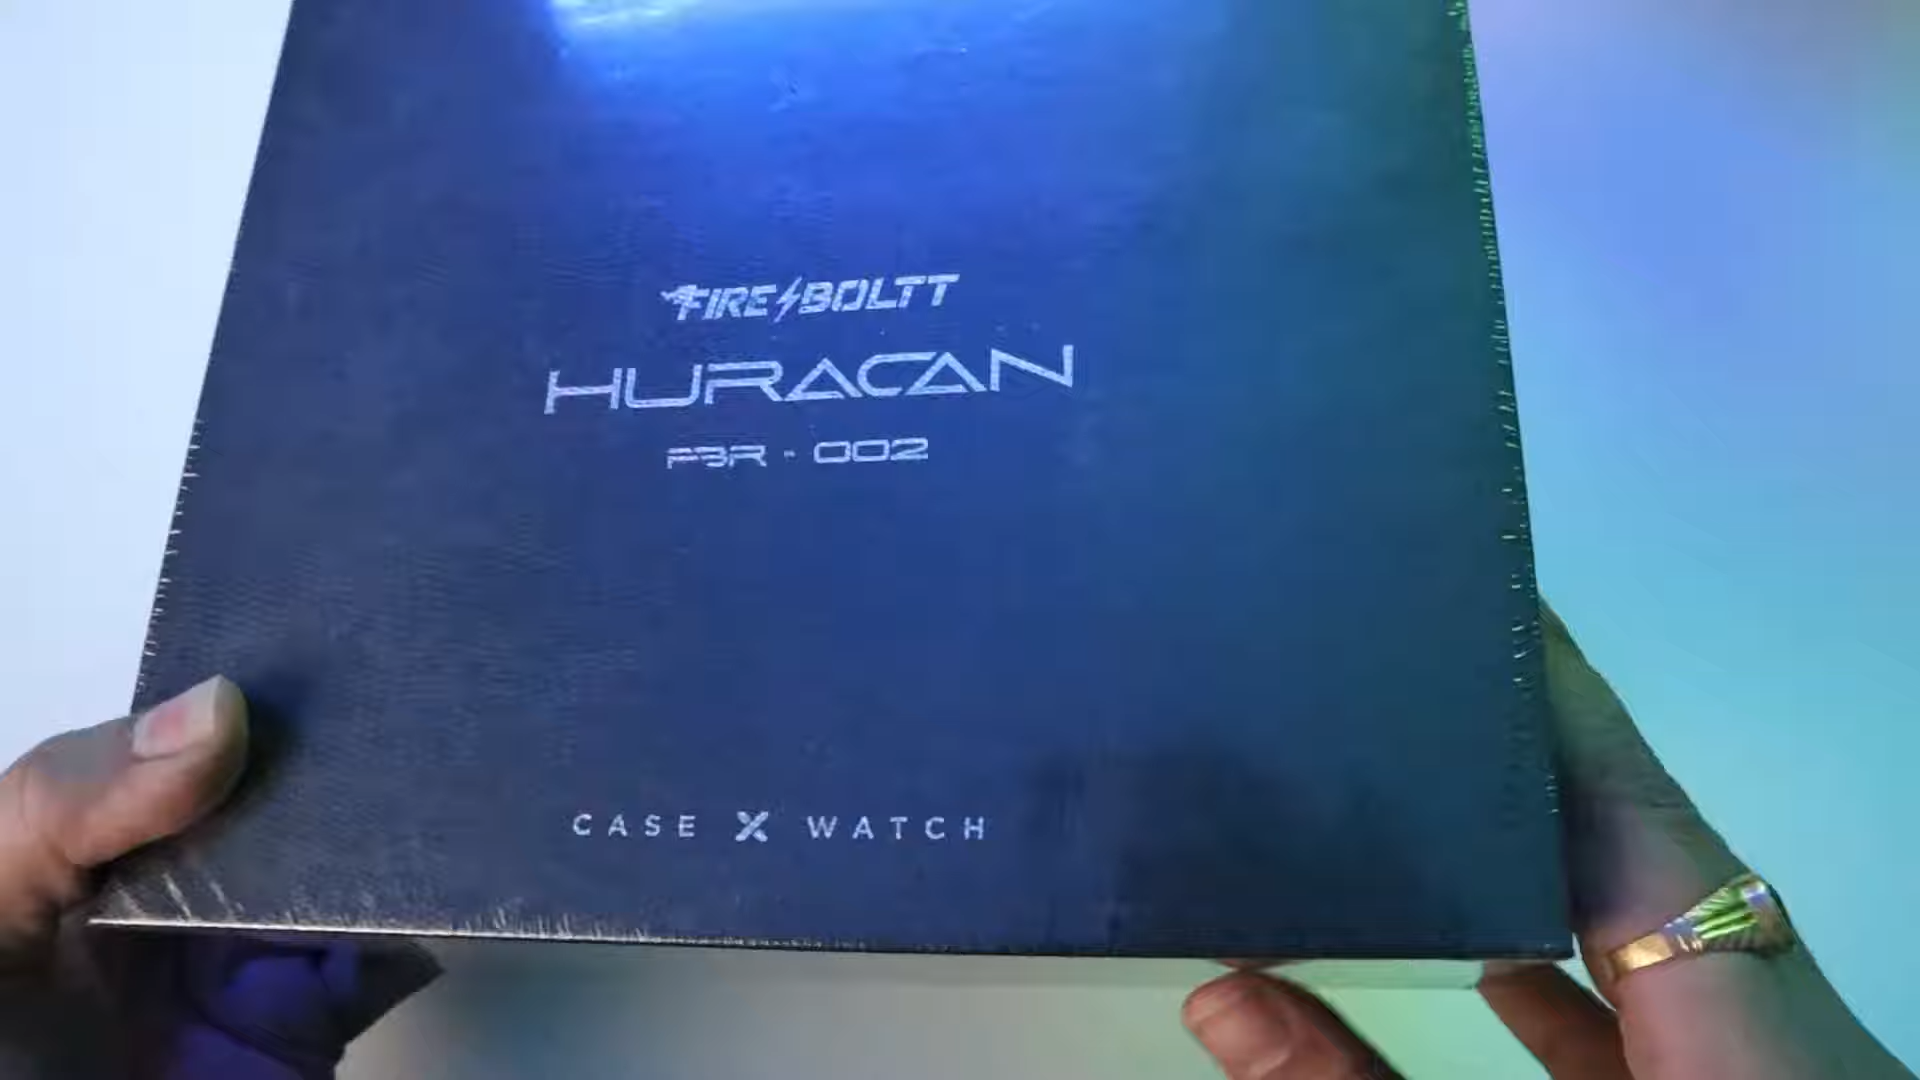 FIRE⚡BOLTT
HURACAN
FBR - 002
CASE X WATCH